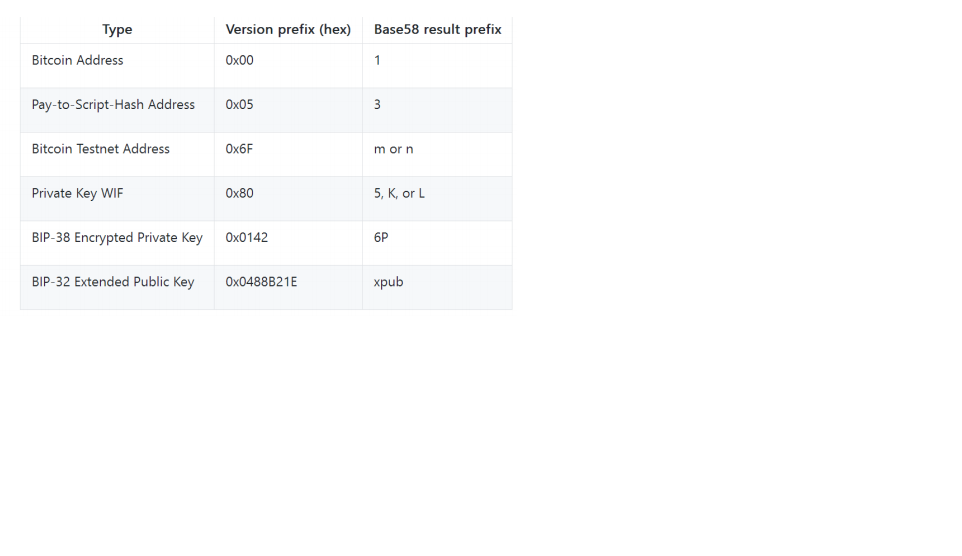 Type Version prefix (hex) Base58 result prefix
Bitcoin Address 0x00 1
Pay-to-Script-Hash Address 0x05 3
Bitcoin Testnet Address 0x6F m or n
Private Key WIF 0x80 5, K, or L
BIP-38 Encrypted Private Key 0x0142 6P
BIP-32 Extended Public Key 0x0488B21E xpub